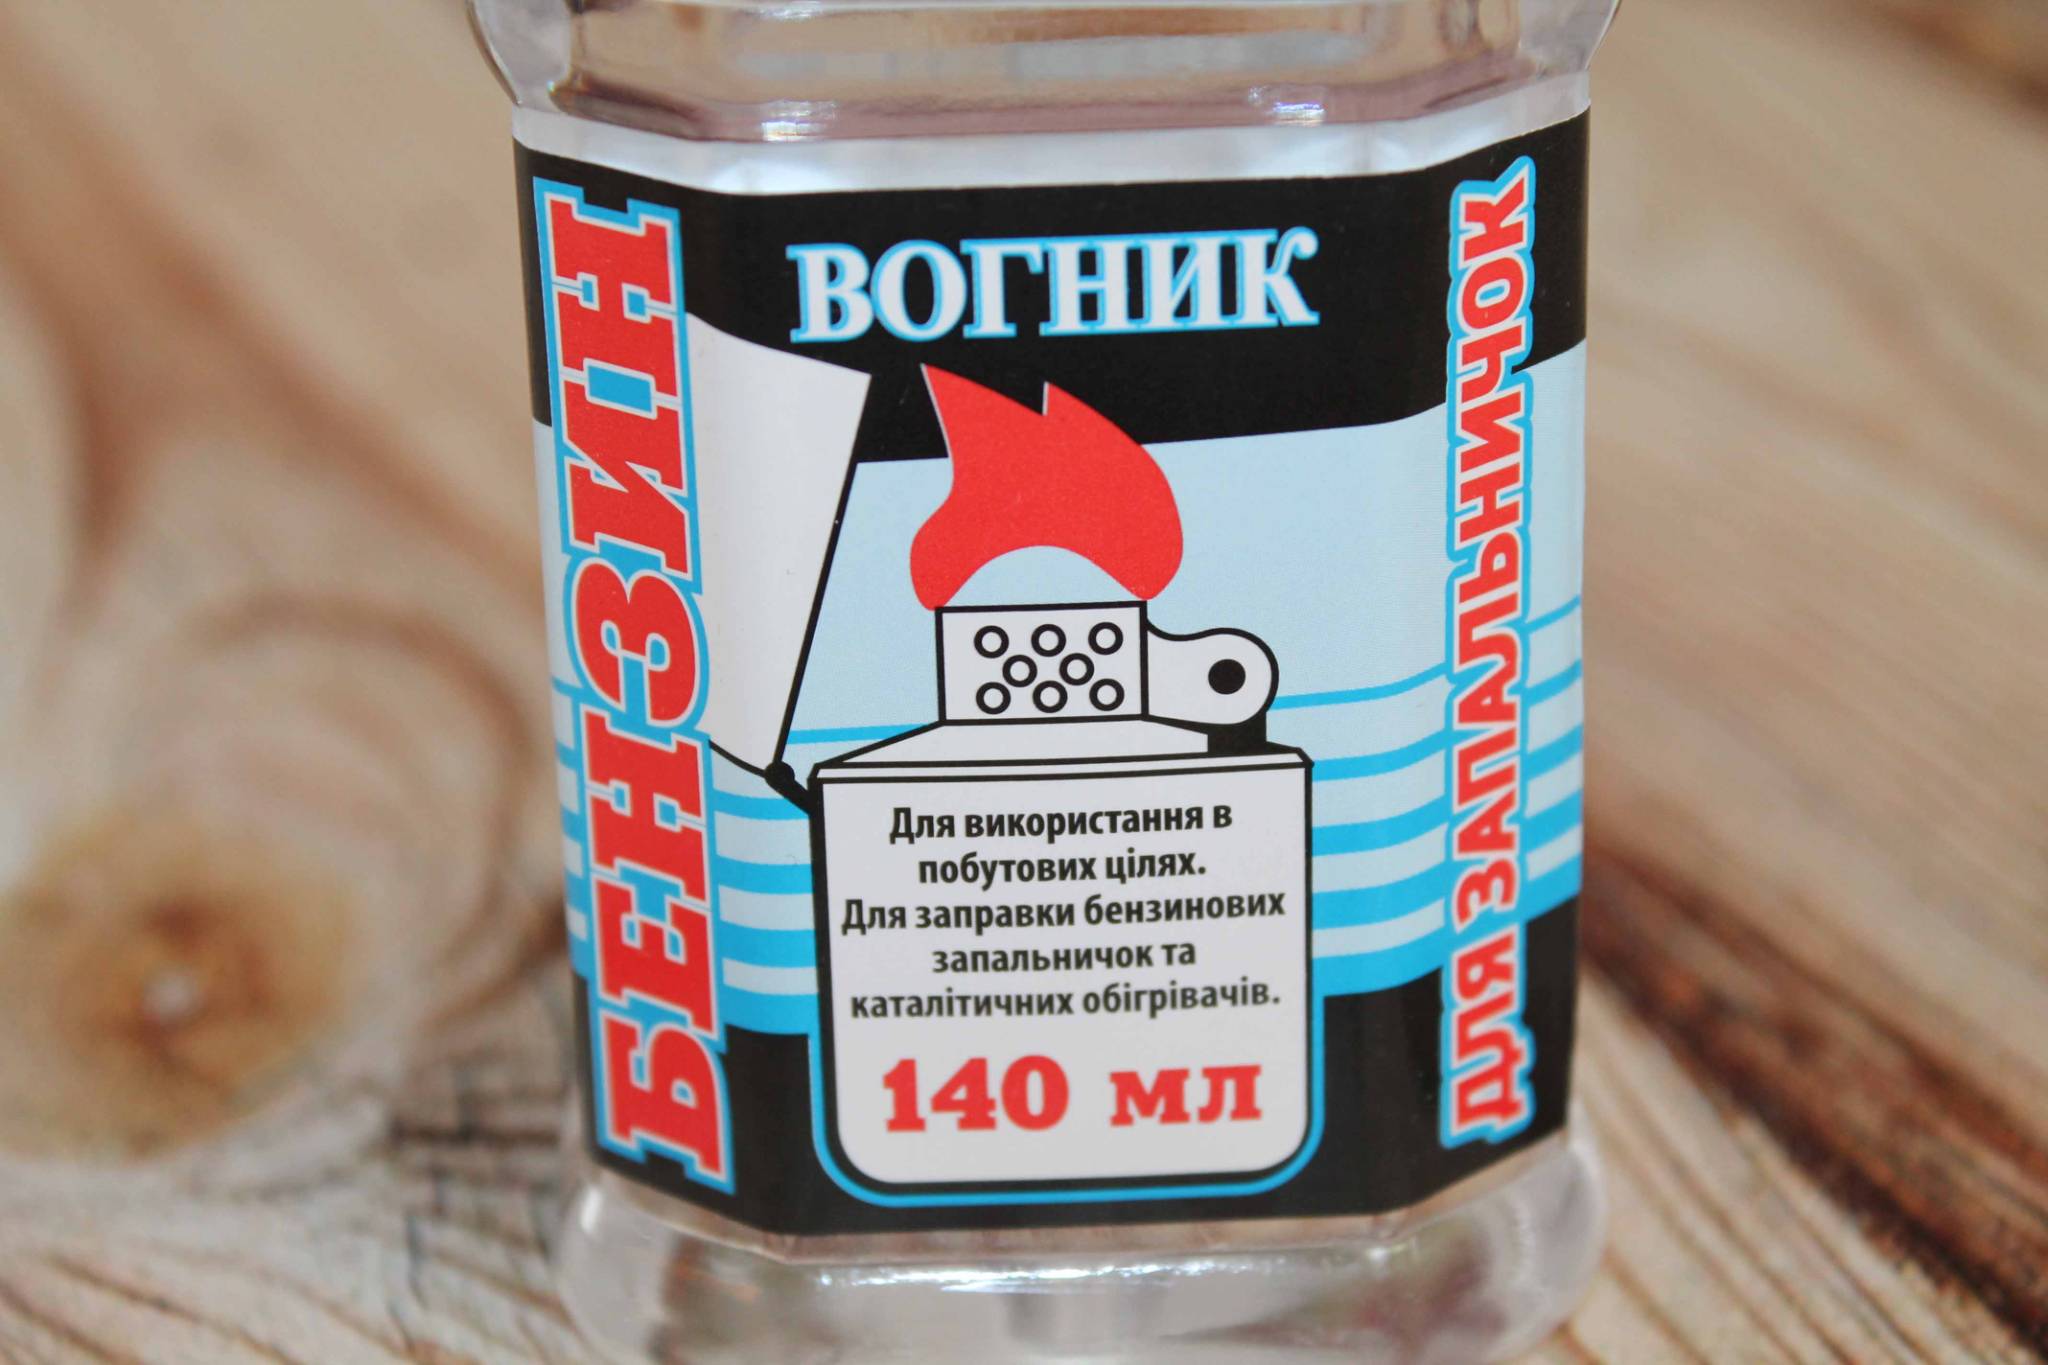 БЕНЗИН
ВОГНИК
Для використання в
побутових цілях.
Для заправки бензинових
запальничок та
каталітичних обігрівачів.
140 мл
ДЛЯ ЗАПАЛЬНИЧОК